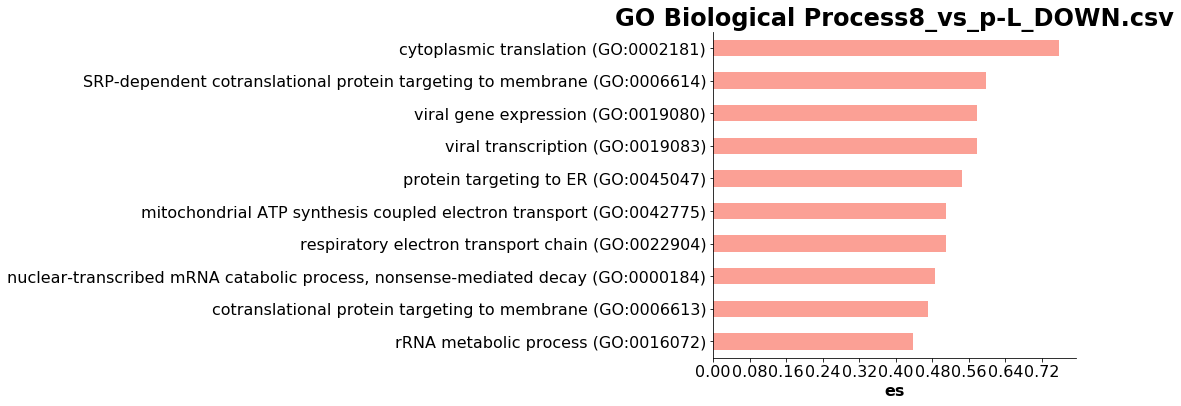 GO Biological Process8_vs_p-L_DOWN.csv
cytoplasmic translation (GO:0002181)
SRP-dependent cotranslational protein targeting to membrane (GO:0006614)
viral gene expression (GO:0019080)
viral transcription (GO:0019083)
protein targeting to ER (GO:0045047)
mitochondrial ATP synthesis coupled electron transport (GO:0042775)
respiratory electron transport chain (GO:0022904)
nuclear-transcribed mRNA catabolic process, nonsense-mediated decay (GO:0000184)
cotranslational protein targeting to membrane (GO:0006613)
rRNA metabolic process (GO:0016072)
0.00 0.08 0.16 0.24 0.32 0.40 0.48 0.56 0.64 0.72
es